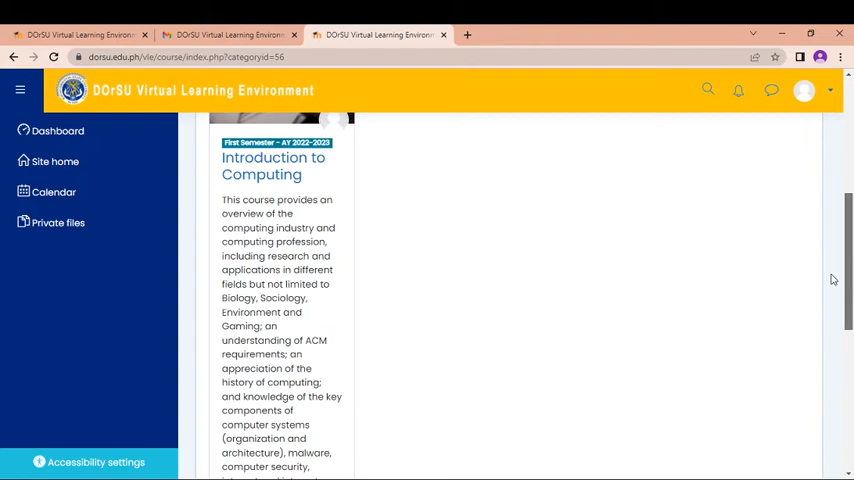 DOrSU Virtual Learning Environm
DOrSU Virtual Learning Environm
DOrSU Virtual Learning Environm
dorsu.edu.ph/vle/course/index.php?categoryid=56
DOrSU Virtual Learning Environment
Dashboard
Site home
Calendar
Private files
Accessibility settings
First Semester - AY 2022-2023
Introduction to
Computing
This course provides an
overview of the
computing industry and
computing profession,
including research and
applications in different
fields but not limited to
Biology, Sociology,
Environment and
Gaming; an
understanding of ACM
requirements; an
appreciation of the
history of computing;
and knowledge of the key
components of
computer systems
(organization and
architecture), malware,
computer security,